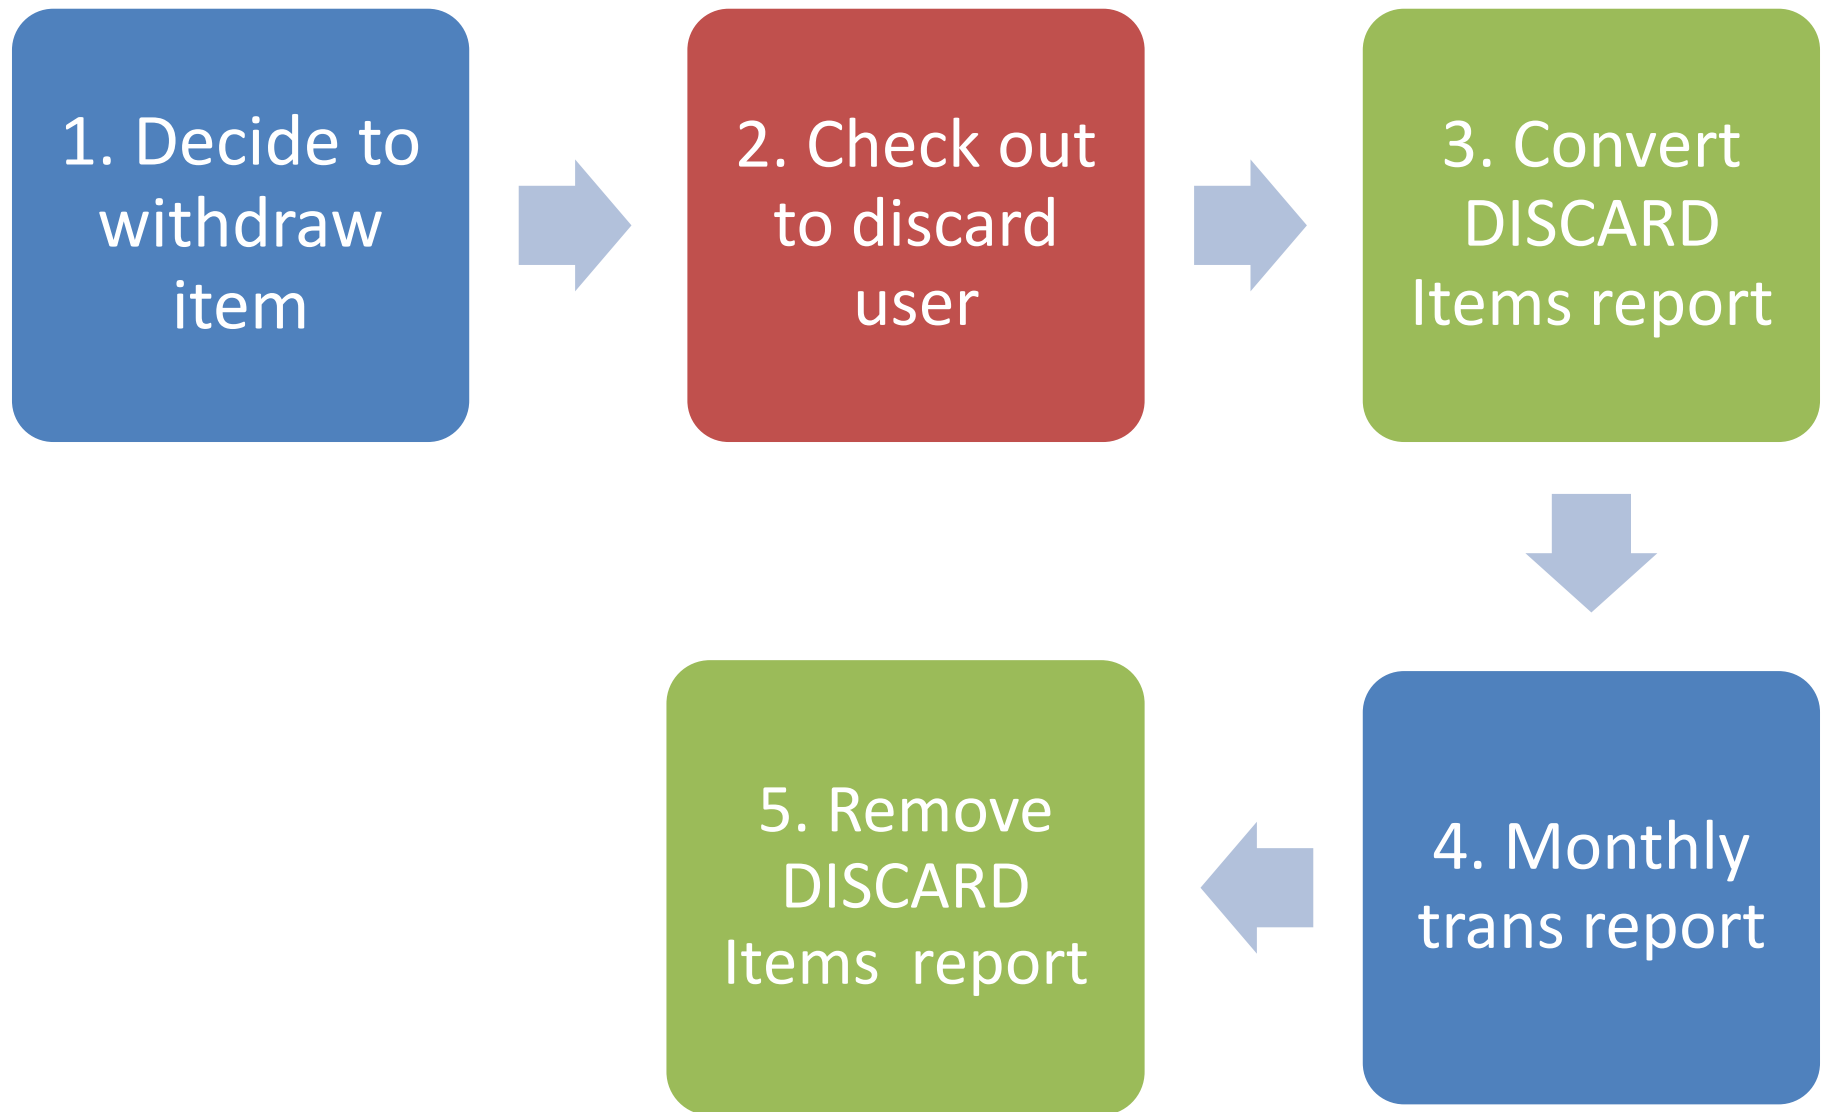 1. Decide to
withdraw
item
2. Check out
to discard
user
3. Convert
DISCARD
Items report
4. Monthly
trans report
5. Remove
DISCARD
Items  report